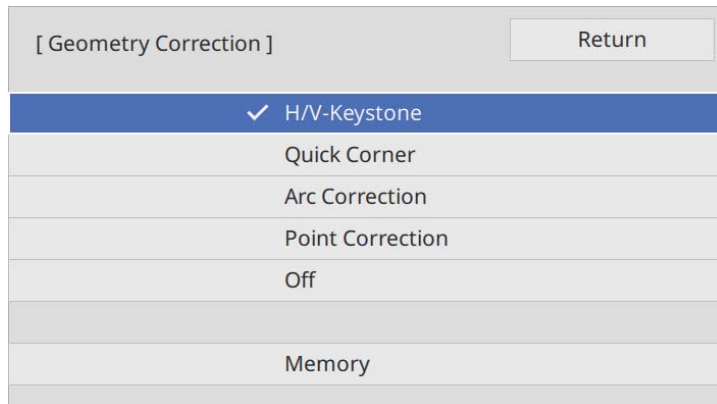 [ Geometry Correction ] Return
H/V-Keystone
Quick Corner
Arc Correction
Point Correction
Off
Memory